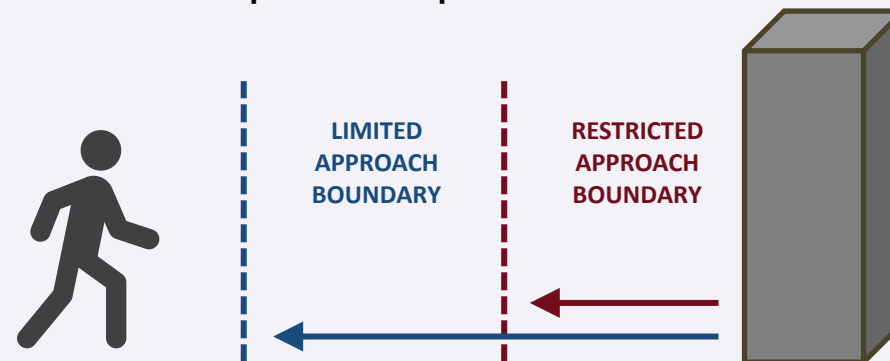 LIMITED
APPROACH
BOUNDARY
RESTRICTED
APPROACH
BOUNDARY